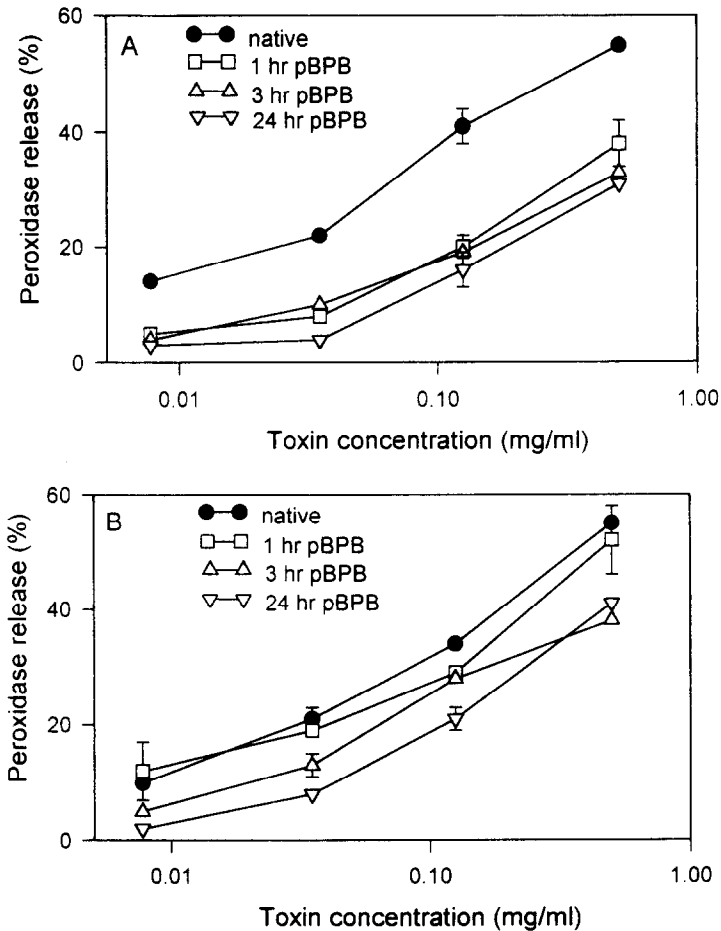 A
native
1 hr pBPB
3 hr pBPB
24 hr pBPB
Peroxidase release (%)
60
40
20
0
0.01
0.10
1.00
Toxin concentration (mg/ml)
B
native
1 hr pBPB
3 hr pBPB
24 hr pBPB
Peroxidase release (%)
60
40
20
0
0.01
0.10
1.00
Toxin concentration (mg/ml)